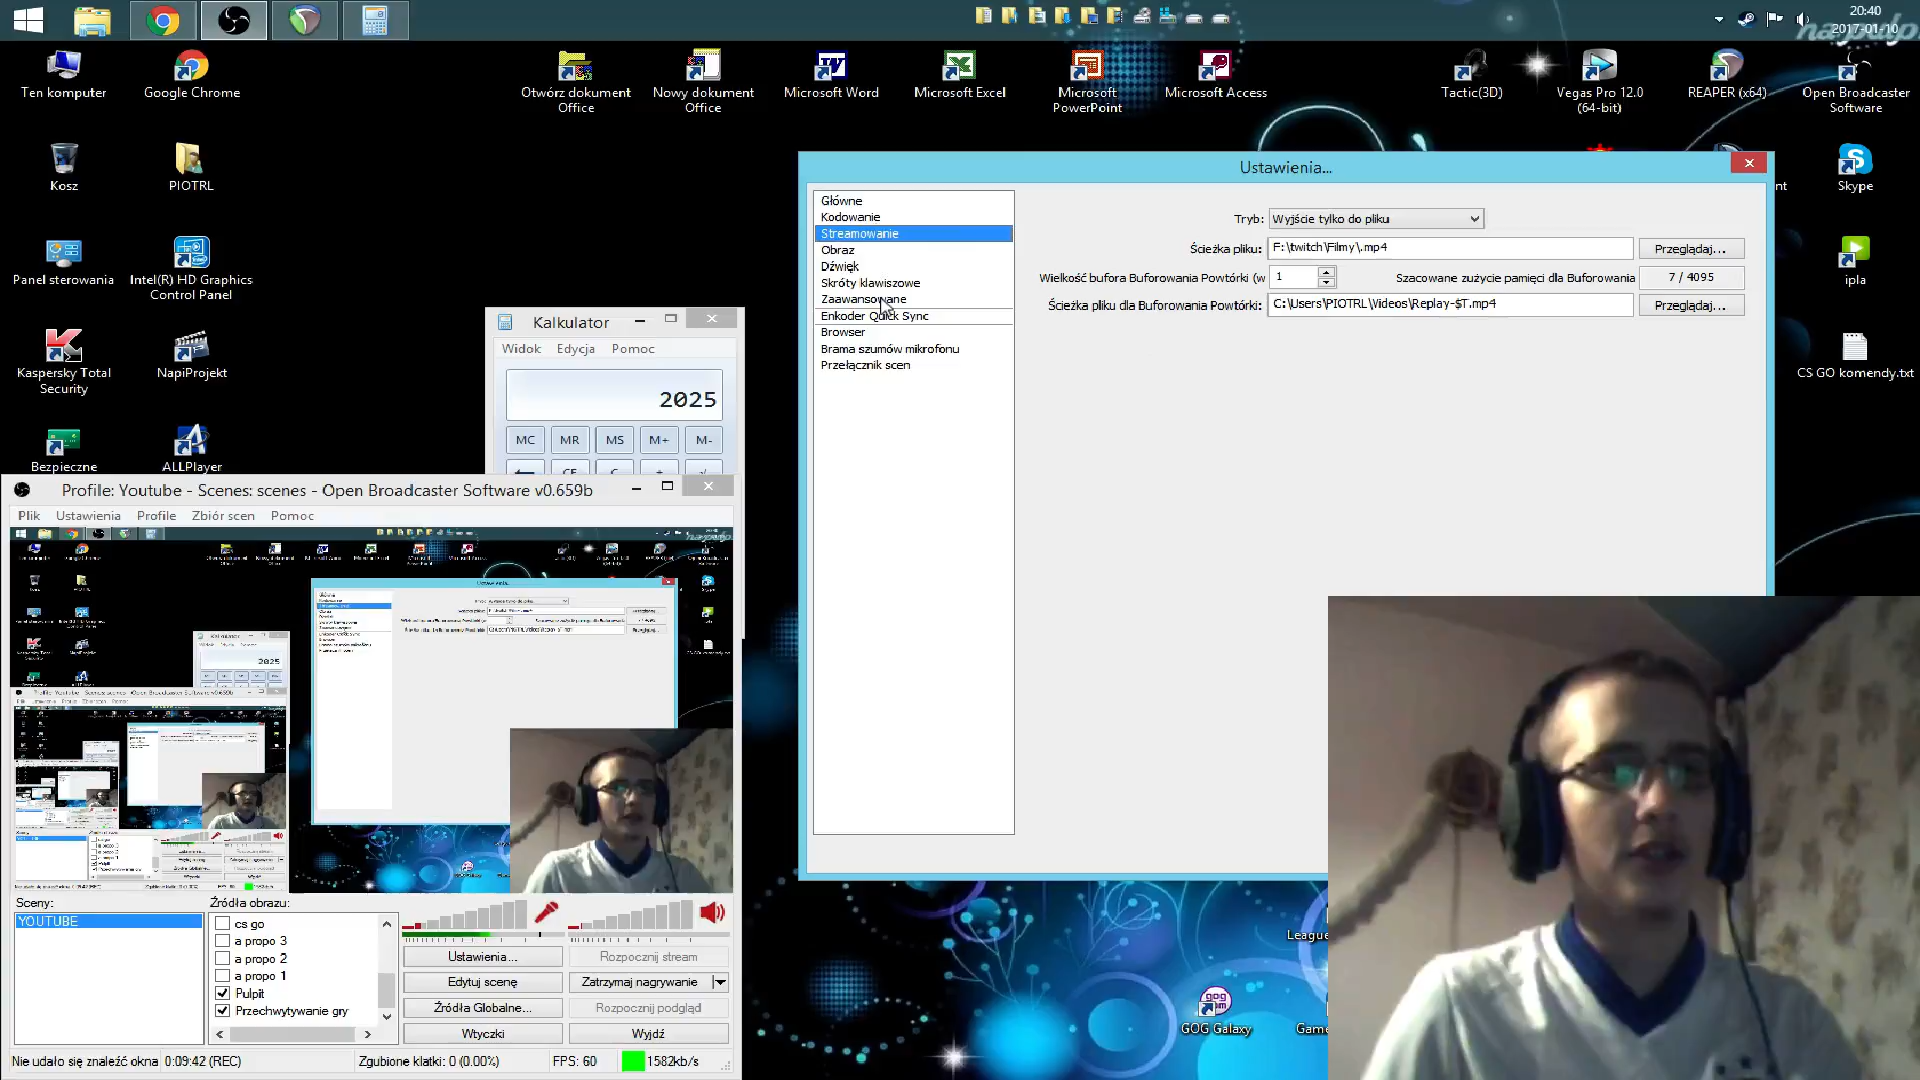 20:40
2017-01-10
Ten komputer
Google Chrome
Otwórz dokument
Office
Nowy dokument
Office
Microsoft Word
Microsoft Excel
Microsoft
PowerPoint
Microsoft Access
Tactic(3D)
Vegas Pro 12.0
(64-bit)
REAPER (x64)
Open Broadcaster
Software
Kosz
PIOTRL
Skype
Panel sterowania
Intel(R) HD Graphics
Control Panel
ipla
Kaspersky Total
Security
NapiProjekt
CS GO komendy.txt
Bezpieczne
ALLPlayer
Ustawienia...
Główne
Kodowanie
Streamowanie
Obraz
Dźwięk
Skróty klawiszowe
Zaawansowane
Enkoder Quick Sync
Browser
Brama szumów mikrofonu
Przełącznik scen
Tryb: Wyjście tylko do pliku
Ścieżka pliku: F:\twitch\Filmy\.mp4 Przeglądaj...
Wielkość bufora Buforowania Powtórki (w 1 Szacowane zużycie pamięci dla Buforowania 7 / 4095
Ścieżka pliku dla Buforowania Powtórki: C:\Users\PIOTRL\Videos\Replay-$T.mp4 Przeglądaj...
Kalkulator
Widok Edycja Pomoc
2025
MC MR MS M+ M-
Profile: Youtube - Scenes: scenes - Open Broadcaster Software v0.659b
Plik Ustawienia Profile Zbiór scen Pomoc
Sceny:
YOUTUBE
Źródła obrazu:
cs go
a propo 3
a propo 2
a propo 1
Pulpit
Przechwytywanie gry
Ustawienia... Rozpocznij stream
Edytuj scenę Zatrzymaj nagrywanie
Źródła Globalne... Rozpocznij podgląd
Wtyczki Wyjdź
Nie udało się znaleźć okna 0:09:42 (REC) Zgubione klatki: 0 (0.00%) FPS: 60 1582kb/s
League
GOG Galaxy
Game